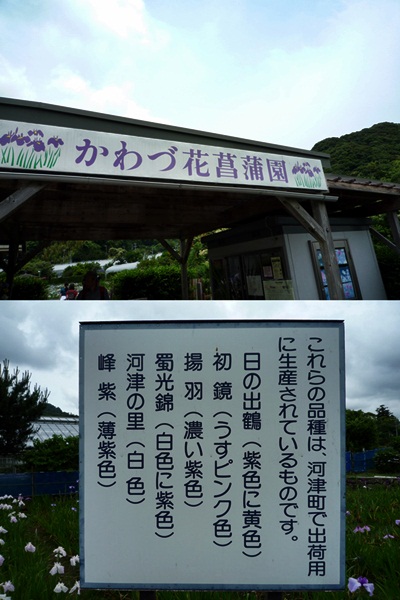 かわづ花菖蒲園
これらの品種は、河津町で出荷用
に生産されているものです。
日の出鶴（紫色に黄色）
初鏡（うすピンク色）
揚羽（濃い紫色）
蜀光錦（白色に紫色）
河津の里（白色）
峰紫（薄紫色）